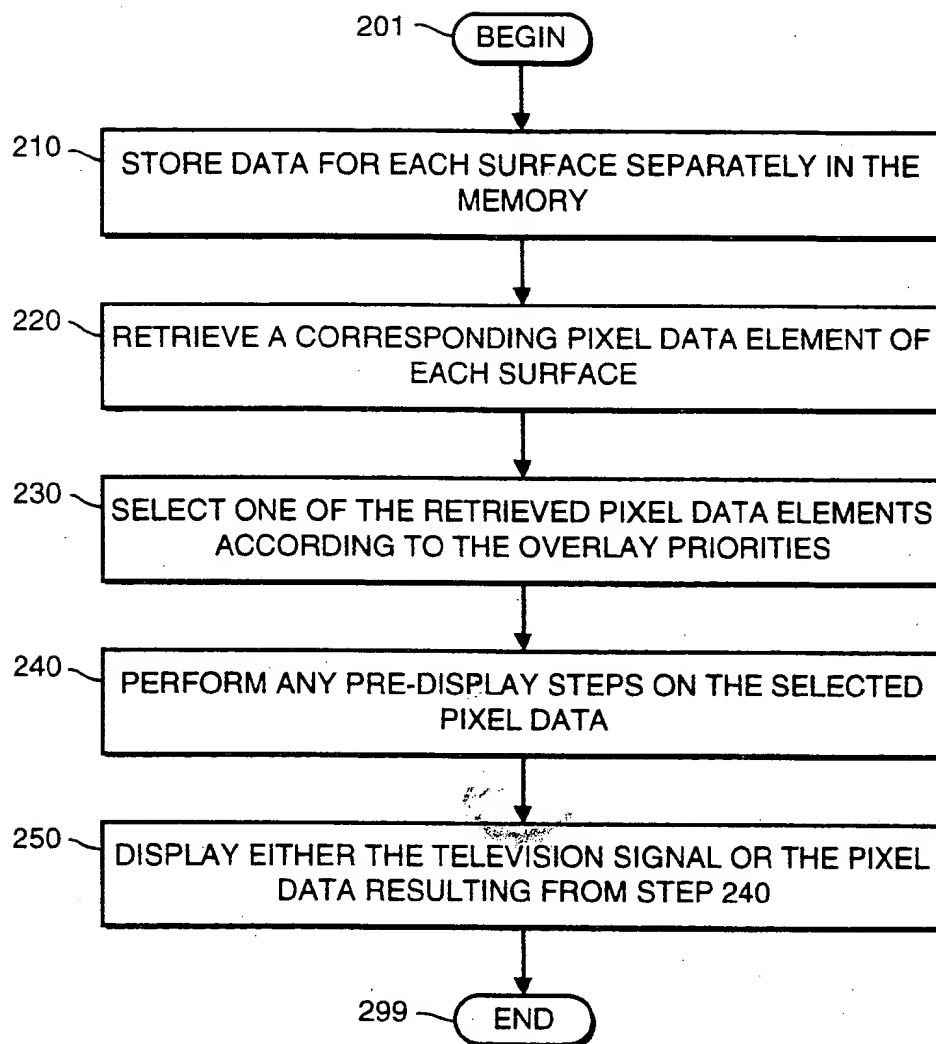 201 BEGIN
210 STORE DATA FOR EACH SURFACE SEPARATELY IN THE
MEMORY
220 RETRIEVE A CORRESPONDING PIXEL DATA ELEMENT OF
EACH SURFACE
230 SELECT ONE OF THE RETRIEVED PIXEL DATA ELEMENTS
ACCORDING TO THE OVERLAY PRIORITIES
240 PERFORM ANY PRE-DISPLAY STEPS ON THE SELECTED
PIXEL DATA
250 DISPLAY EITHER THE TELEVISION SIGNAL OR THE PIXEL
DATA RESULTING FROM STEP 240
299 END